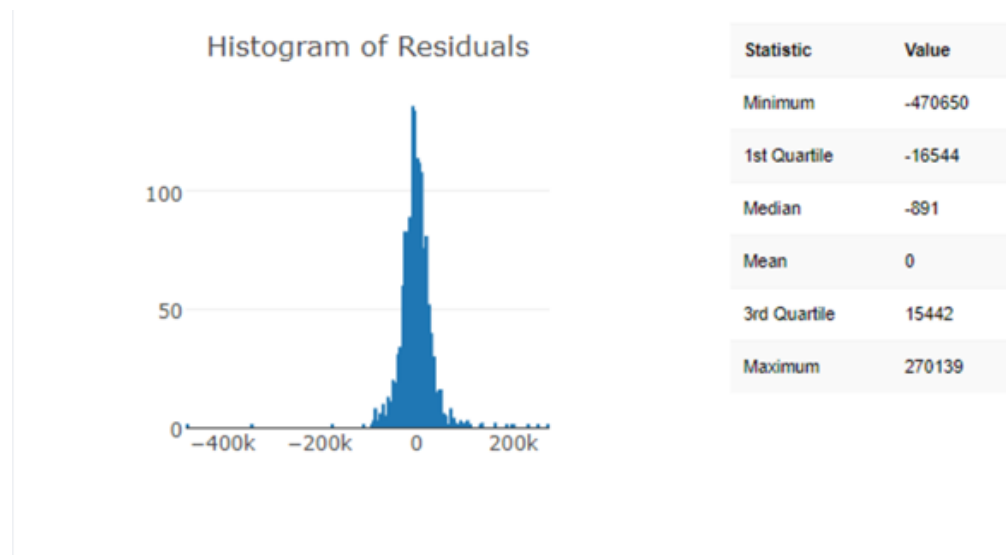 Histogram of Residuals
100
50
0
−400k −200k 0 200k
Statistic Value
Minimum -470650
1st Quartile -16544
Median -891
Mean 0
3rd Quartile 15442
Maximum 270139